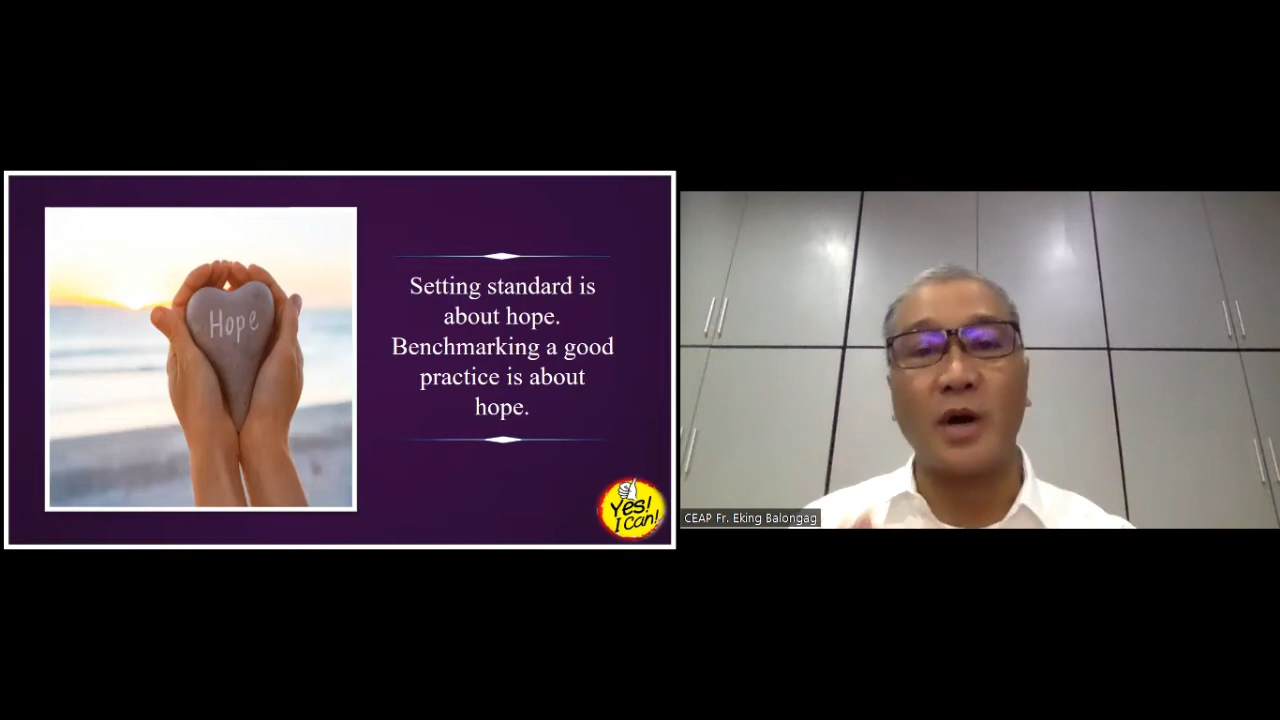 Hope
Setting standard is
about hope.
Benchmarking a good
practice is about
hope.
Yes!
I can!
CEAP Fr. Eking Balongag